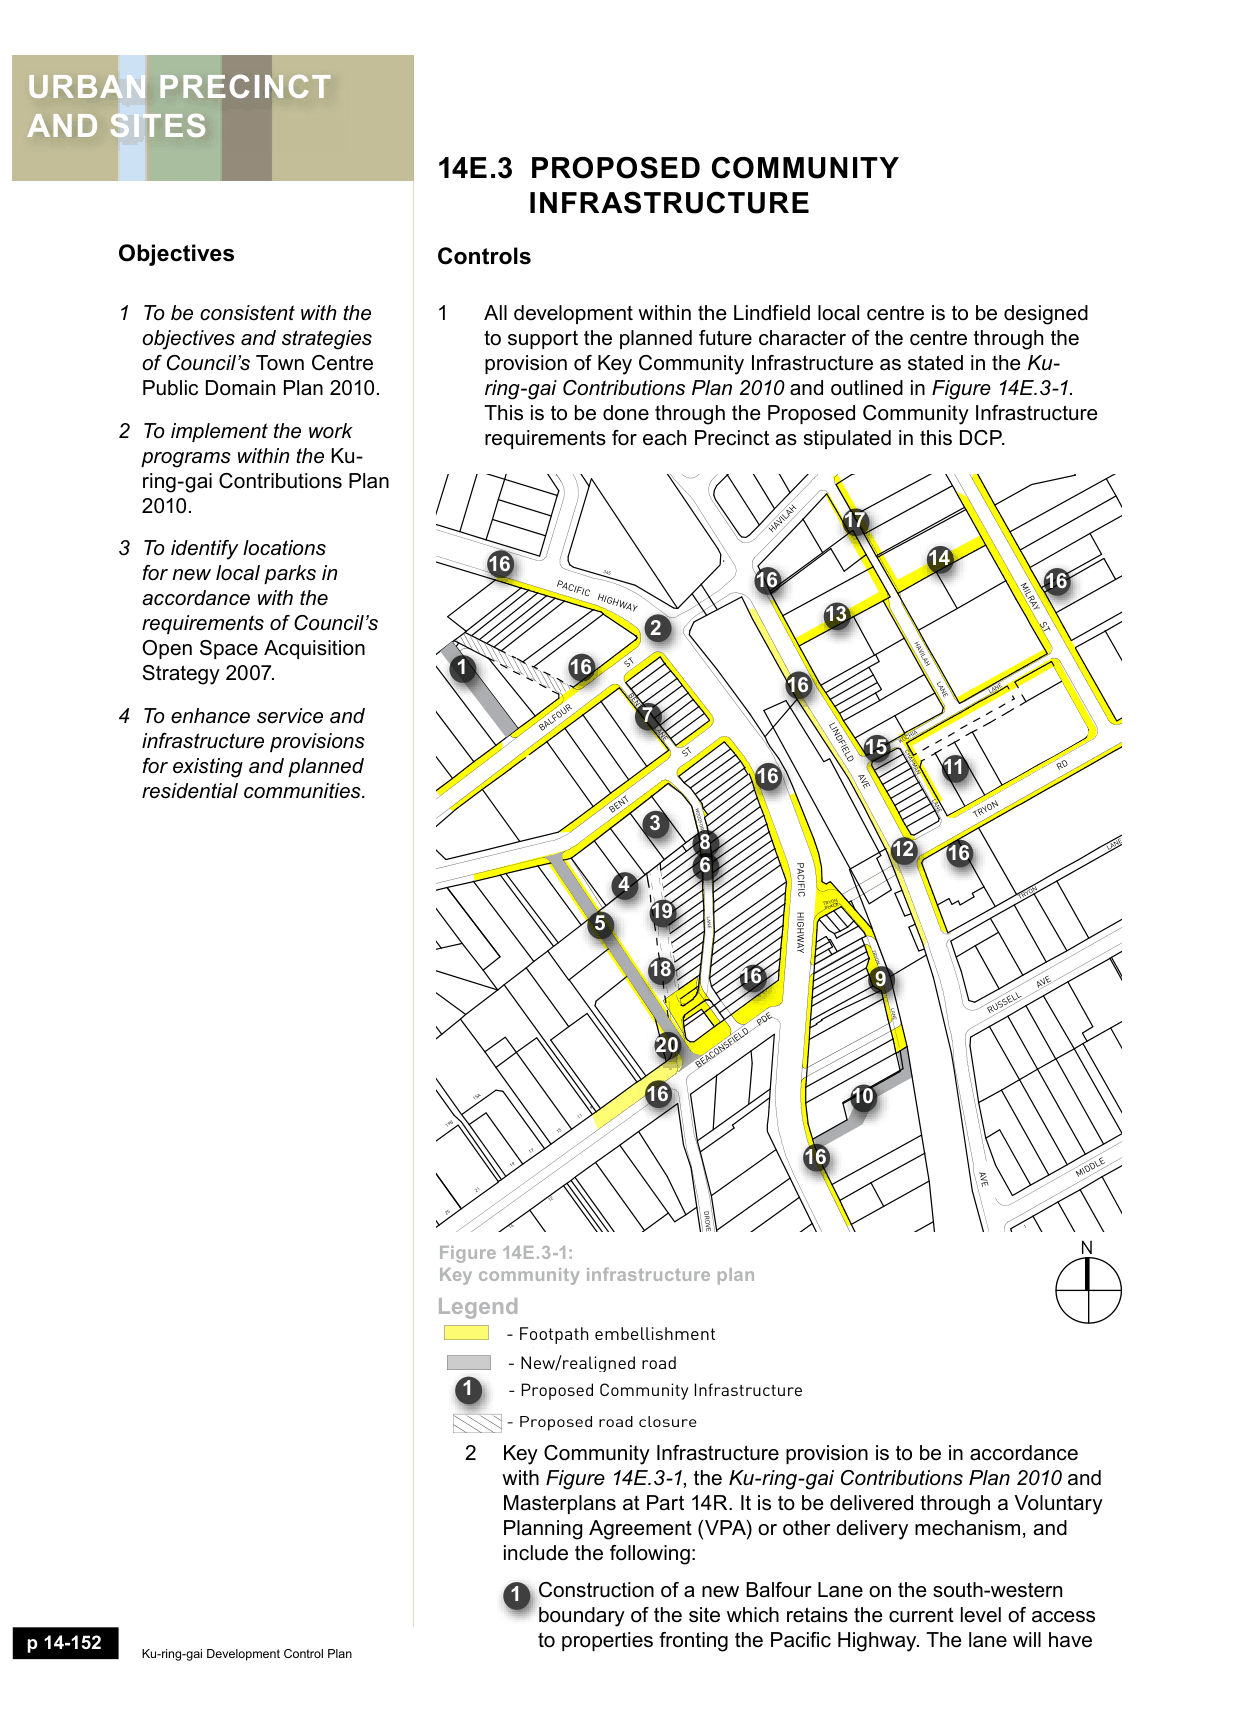 URBAN PRECINCT
AND SITES
14E.3 PROPOSED COMMUNITY
INFRASTRUCTURE
Objectives
1 To be consistent with the
objectives and strategies
of Council’s Town Centre
Public Domain Plan 2010.
2 To implement the work
programs within the Ku-
ring-gai Contributions Plan
2010.
3 To identify locations
for new local parks in
accordance with the
requirements of Council’s
Open Space Acquisition
Strategy 2007.
4 To enhance service and
infrastructure provisions
for existing and planned
residential communities.
Controls
1 All development within the Lindfield local centre is to be designed
to support the planned future character of the centre through the
provision of Key Community Infrastructure as stated in the Ku-
ring-gai Contributions Plan 2010 and outlined in Figure 14E.3-1.
This is to be done through the Proposed Community Infrastructure
requirements for each Precinct as stipulated in this DCP.
HAVILAH
17
14
16
16
16
345
PACIFIC HIGHWAY
MILRAY ST
13
2
ST
1
16
HAVILAH LANE
16
LANE
BALFOUR
7
LINDFIELD AVE
15
ST
16
11
RD
BENT
TRYON
3
8
12
16
LANE
6
PACIFIC HIGHWAY
4
TRYON
TRYON PLACE
19
LANE
5
18
16
9
RUSSELL AVE
LANE
BEACONSFIELD PDE
20
16
10
16
MIDDLE
AVE
DROVE
Figure 14E.3-1:
Key community infrastructure plan
N
Legend
- Footpath embellishment
- New/realigned road
1 - Proposed Community Infrastructure
- Proposed road closure
2 Key Community Infrastructure provision is to be in accordance
with Figure 14E.3-1, the Ku-ring-gai Contributions Plan 2010 and
Masterplans at Part 14R. It is to be delivered through a Voluntary
Planning Agreement (VPA) or other delivery mechanism, and
include the following:
1 Construction of a new Balfour Lane on the south-western
boundary of the site which retains the current level of access
to properties fronting the Pacific Highway. The lane will have
p 14-152
Ku-ring-gai Development Control Plan